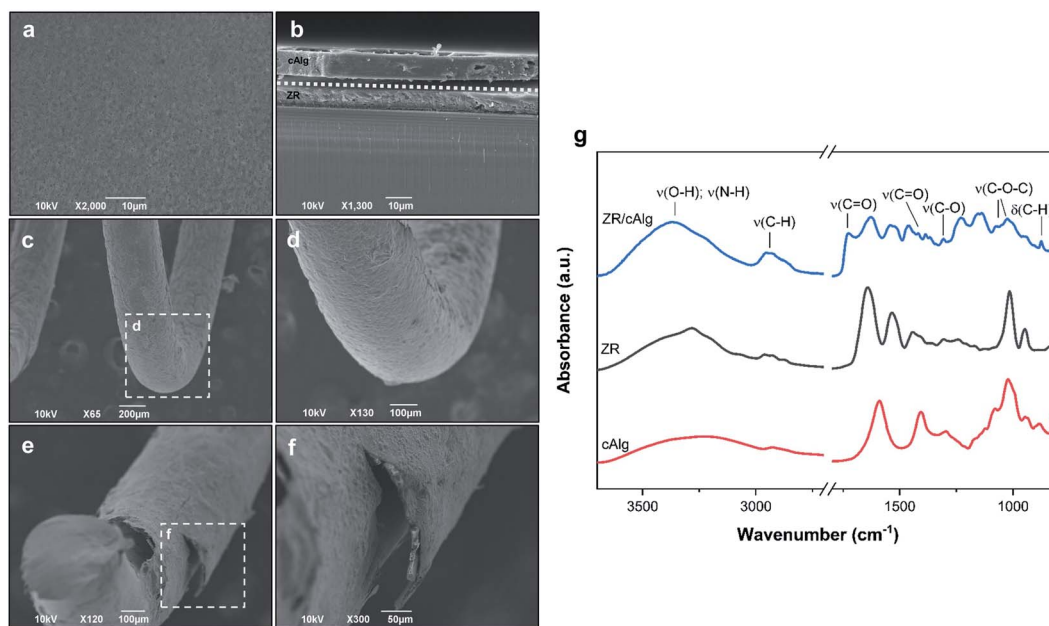 a
10kV X2,000 10μm
b
cAlg
ZR
10kV X1,300 10μm
c
d
10kV X65 200μm
d
10kV X130 100μm
e
f
10kV X120 100μm
f
10kV X300 50μm
g
ν(O-H); ν(N-H)
ν(C-H)
ν(C=O)
ν(C=O)
ν(C-O)
ν(C-O-C)
δ(C-H
ZR/cAlg
ZR
cAlg
Absorbance (a.u.)
3500 3000 1500 1000
Wavenumber (cm⁻¹)